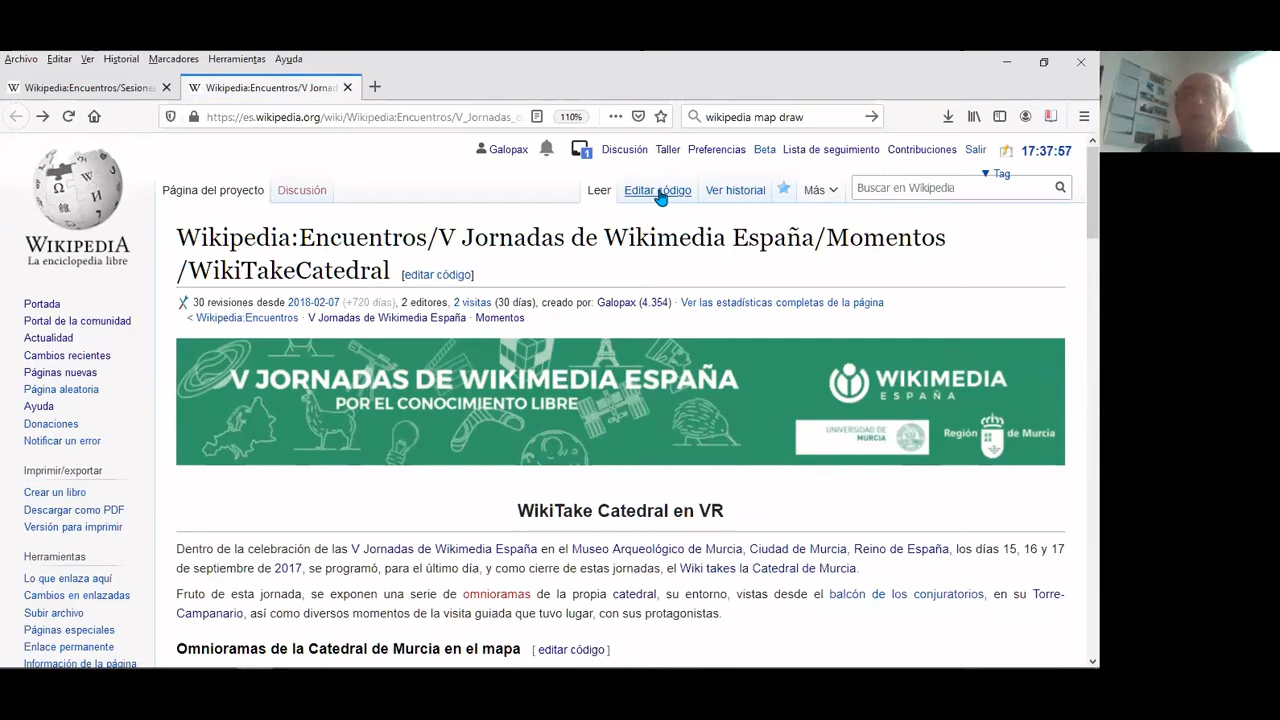 Archivo Editar Ver Historial Marcadores Herramientas Ayuda
Wikipedia:Encuentros/Sesione Wikipedia:Encuentros/V Jornad
https://es.wikipedia.org/wiki/Wikipedia:Encuentros/V_Jornadas_d 110% wikipedia map draw
Galopax 1 Discusión Taller Preferencias Beta Lista de seguimiento Contribuciones Salir 17:37:57
Tag
Página del proyecto Discusión Leer Editar código Ver historial Más Buscar en Wikipedia
WIKIPEDIA
La enciclopedia libre
Portada
Portal de la comunidad
Actualidad
Cambios recientes
Páginas nuevas
Página aleatoria
Ayuda
Donaciones
Notificar un error
Imprimir/exportar
Crear un libro
Descargar como PDF
Versión para imprimir
Herramientas
Lo que enlaza aquí
Cambios en enlazadas
Subir archivo
Páginas especiales
Enlace permanente
Información de la página
Wikipedia:Encuentros/V Jornadas de Wikimedia España/Momentos
/WikiTakeCatedral [editar código]
30 revisiones desde 2018-02-07 (+720 días), 2 editores, 2 visitas (30 días), creado por: Galopax (4.354) · Ver las estadísticas completas de la página
< Wikipedia:Encuentros · V Jornadas de Wikimedia España · Momentos
V JORNADAS DE WIKIMEDIA ESPAÑA
POR EL CONOCIMIENTO LIBRE
WIKIMEDIA
ESPAÑA
UNIVERSIDAD DE
MURCIA
Región de Murcia
WikiTake Catedral en VR
Dentro de la celebración de las V Jornadas de Wikimedia España en el Museo Arqueológico de Murcia, Ciudad de Murcia, Reino de España, los días 15, 16 y 17
de septiembre de 2017, se programó, para el último día, y como cierre de estas jornadas, el Wiki takes la Catedral de Murcia.
Fruto de esta jornada, se exponen una serie de omnioramas de la propia catedral, su entorno, vistas desde el balcón de los conjuratorios, en su Torre-
Campanario, así como diversos momentos de la visita guiada que tuvo lugar, con sus protagonistas.
Omnioramas de la Catedral de Murcia en el mapa [ editar código ]